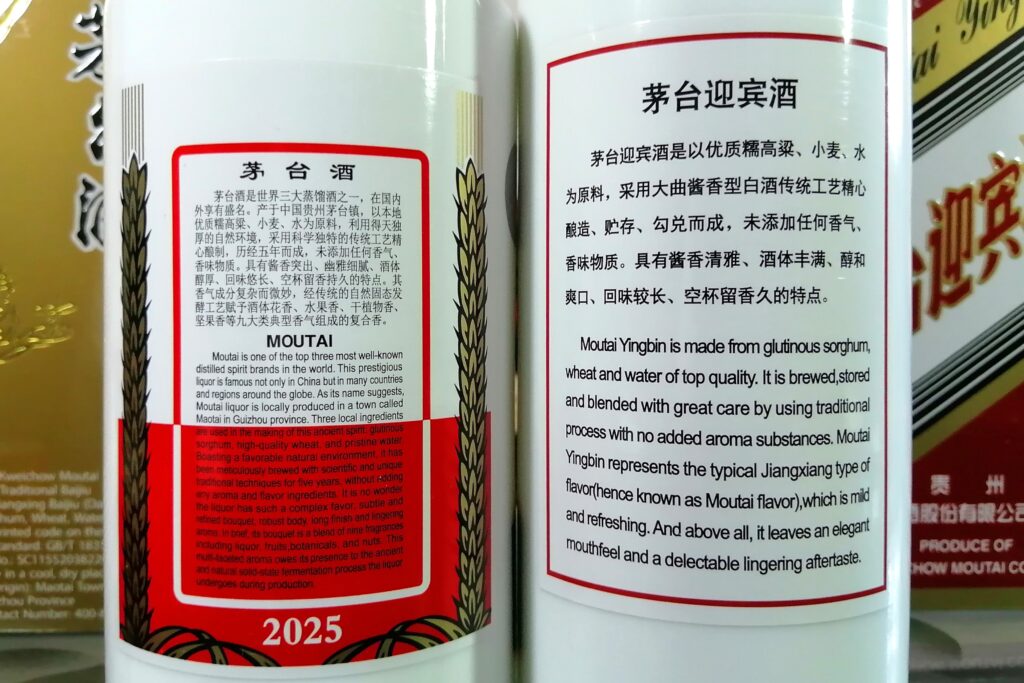 茅台酒
茅台酒是世界三大蒸馏酒之一，在国内
外享有盛名。产于中国贵州茅台镇，以本地
优质糯高粱、小麦、水为原料，利用得天独
厚的自然环境，采用科学独特的传统工艺精
心酿制，历经五年而成，未添加任何香气、
香味物质。具有酱香突出、幽雅细腻、酒体
醇厚、回味悠长、空杯留香持久的特点。其
香气成分复杂而微妙，经传统的自然固态发
酵工艺赋予酒体花香、水果香、干植物香、
坚果香等九大类典型香气组成的复合香。
MOUTAI
Moutai is one of the top three most well-known
distilled spirit brands in the world. This prestigious
liquor is famous not only in China but in many countries
and regions around the globe. As its name suggests,
Moutai liquor is locally produced in a town called
Maotai in Guizhou province. Three local ingredients
are used in the making of this ancient spirit: glutinous
sorghum, high-quality wheat, and pristine water.
Boasting a favorable natural environment, it has
been meticulously brewed with scientific and unique
traditional techniques for five years, without adding
any aroma and flavor ingredients. It is no wonder
the liquor has such a complex flavor, subtle and
refined bouquet, robust body, long finish and lingering
aroma. In brief, its bouquet is a blend of nine fragrances
including liquor, fruits, botanicals, and nuts. This
multi-faceted aroma owes its presence to the ancient
and natural solid-state fermentation process the liquor
undergoes during production.
2025
茅台迎宾酒
茅台迎宾酒是以优质糯高粱、小麦、水
为原料，采用大曲酱香型白酒传统工艺精心
酿造、贮存、勾兑而成，未添加任何香气、
香味物质。具有酱香清雅、酒体丰满、醇和
爽口、回味较长、空杯留香久的特点。
Moutai Yingbin is made from glutinous sorghum,
wheat and water of top quality. It is brewed,stored
and blended with great care by using traditional
process with no added aroma substances. Moutai
Yingbin represents the typical Jiangxiang type of
flavor(hence known as Moutai flavor),which is mild
and refreshing. And above all, it leaves an elegant
mouthfeel and a delectable lingering aftertaste.
迎宾
贵州
酒股份有限公司
PRODUCE OF
CHOW MOUTAI CO
Traditional Baijiu
in a cool, dry
Maotai Town
Province
Contact Number: